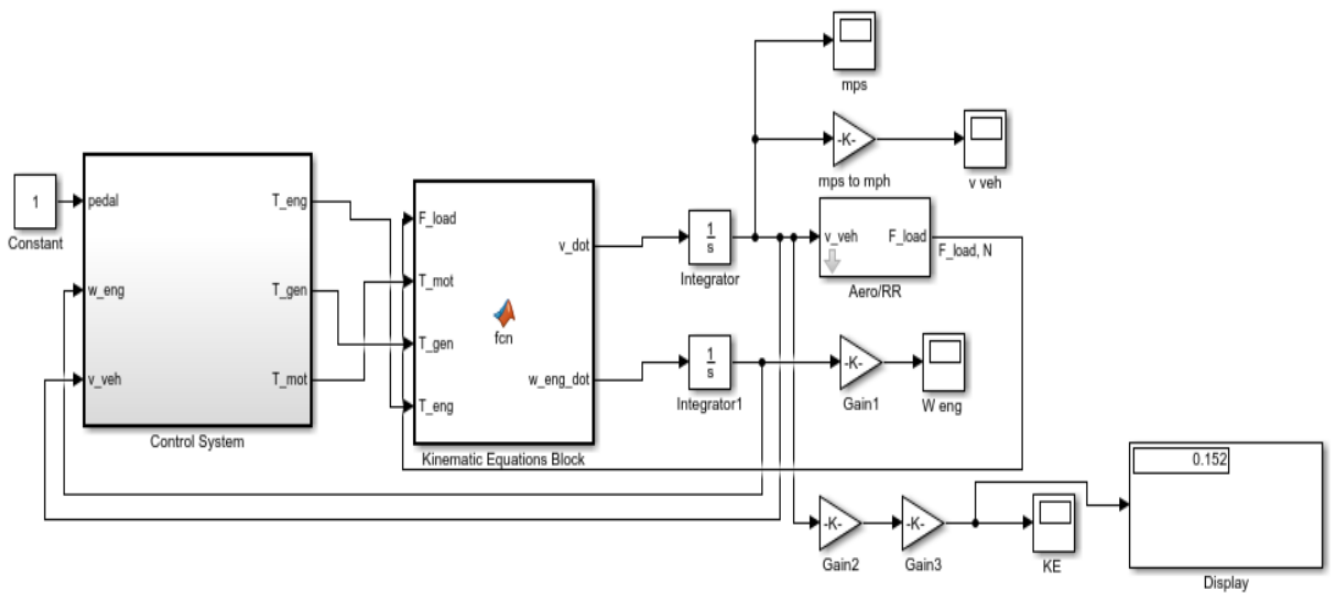 mps
-K-
mps to mph
v veh
1
Constant
pedal
w_eng
v_veh
T_eng
T_gen
T_mot
Control System
F_load
T_mot
T_gen
T_eng
fcn
v_dot
w_eng_dot
Kinematic Equations Block
1
s
Integrator
1
s
Integrator1
v_veh
F_load
Aero/RR
F_load, N
-K-
Gain1
W eng
-K-
Gain2
-K-
Gain3
KE
0.152
Display